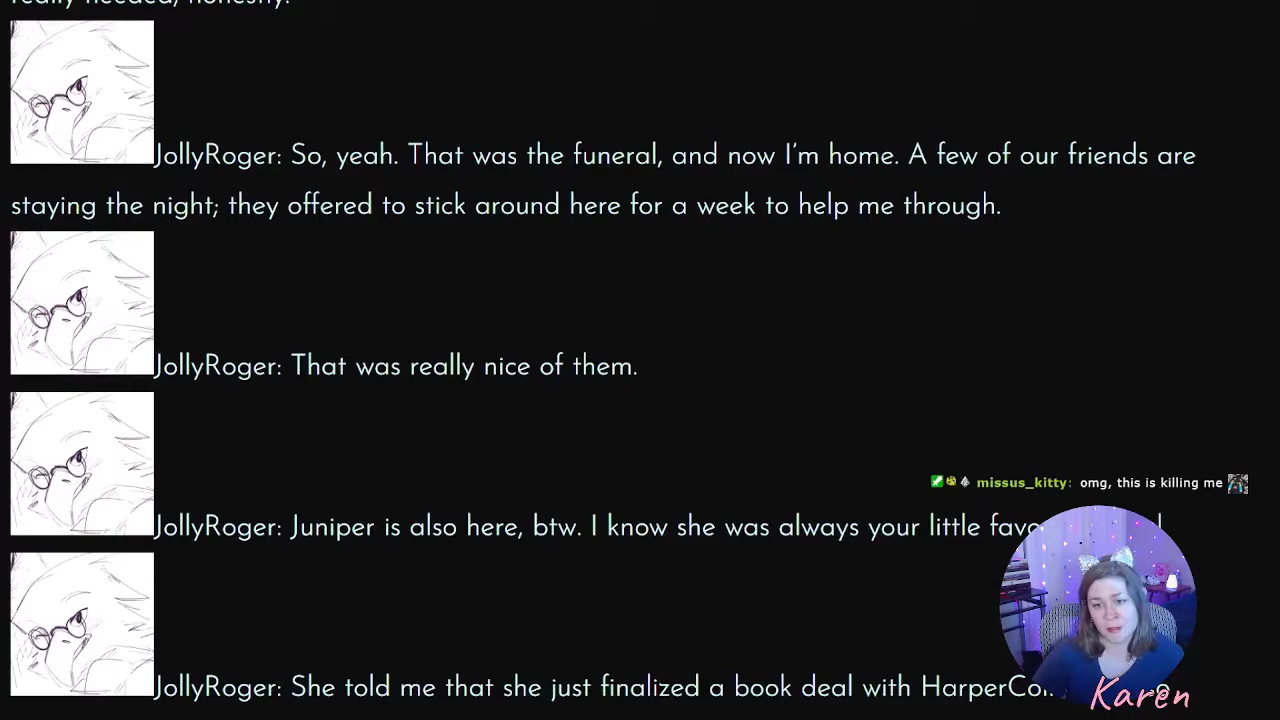 really needed, honestly.
JollyRoger: So, yeah. That was the funeral, and now I'm home. A few of our friends are
staying the night; they offered to stick around here for a week to help me through.
JollyRoger: That was really nice of them.
missus_kitty: omg, this is killing me
JollyRoger: Juniper is also here, btw. I know she was always your little
JollyRoger: She told me that she just finalized a book deal with
Karen